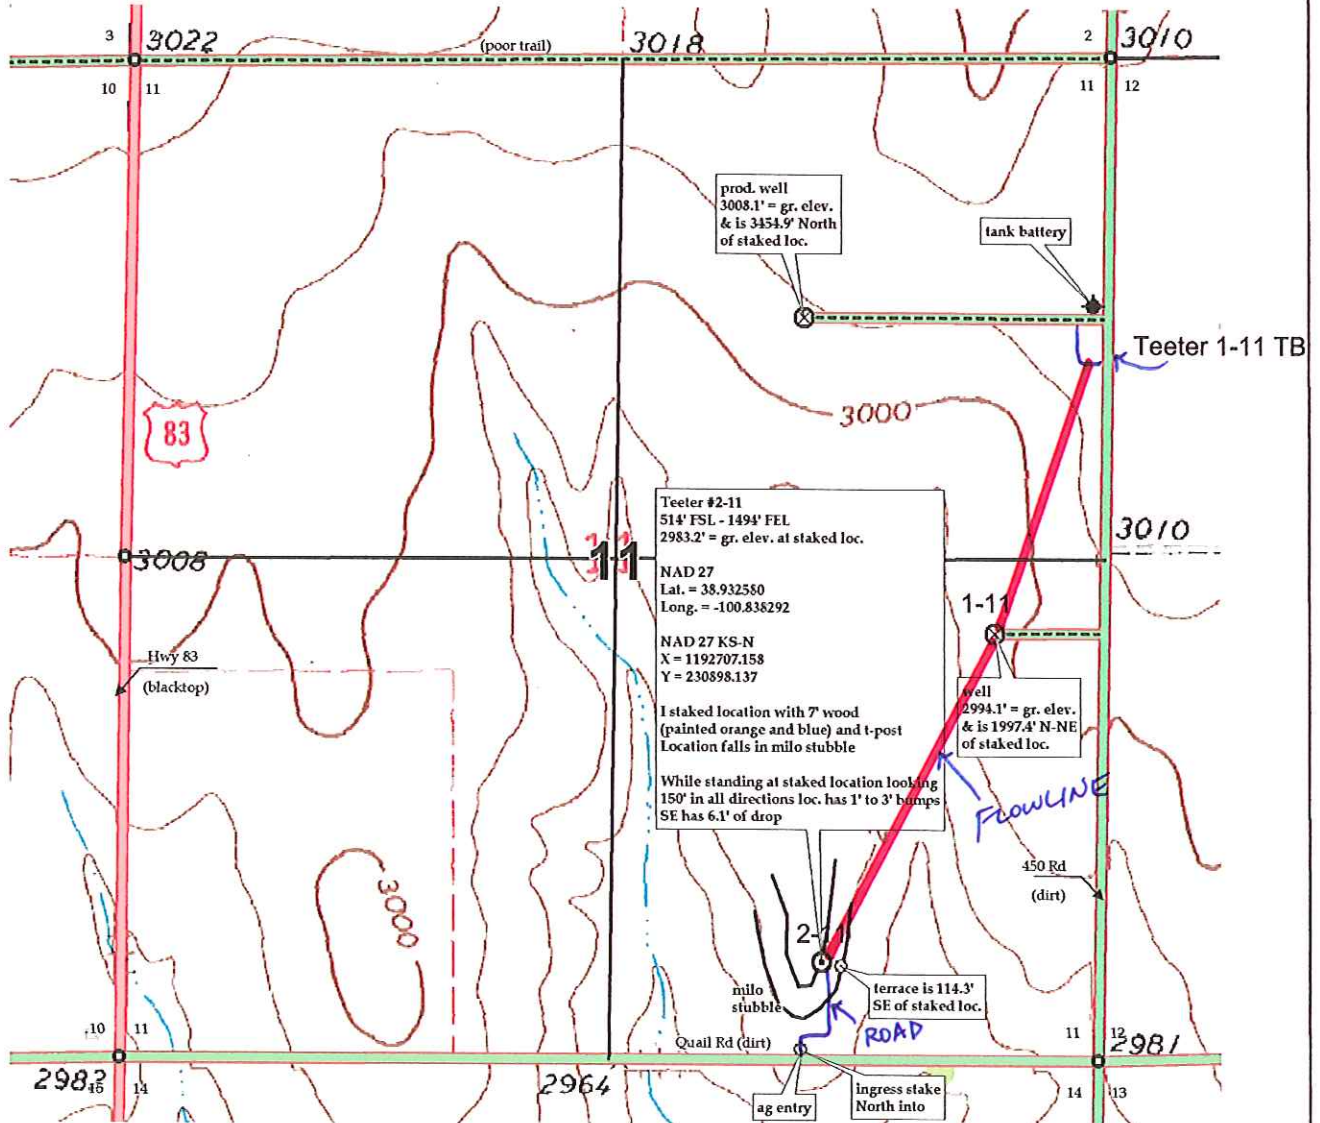 3 2 3022
(poor trail)
3018
2 3010
10 11
11 12
prod. well
3008.1' = gr. elev.
& is 3454.9' North
of staked loc.
tank battery
Teeter 1-11 TB
3000
83
Teeter #2-11
514' FSL - 1494' FEL
2983.2' = gr. elev. at staked loc.
NAD 27
Lat. = 38.932580
Long. = -100.838292
NAD 27 KS-N
X = 1192707.158
Y = 230898.137
I staked location with 7' wood
(painted orange and blue) and t-post
Location falls in milo stubble
While standing at staked location looking
150' in all directions loc. has 1' to 3' bumps
SE has 6.1' of drop
3010
3008
11
1-11
Hwy 83
(blacktop)
well
2994.1' = gr. elev.
& is 1997.4' N-NE
of staked loc.
FLOWLINE
450 Rd
(dirt)
3000
2-11
milo
stubble
terrace is 114.3'
SE of staked loc.
ROAD
10 11
Quail Rd (dirt)
11 12
2981
2982
14
2964
ag entry
ingress stake
North into
14 13